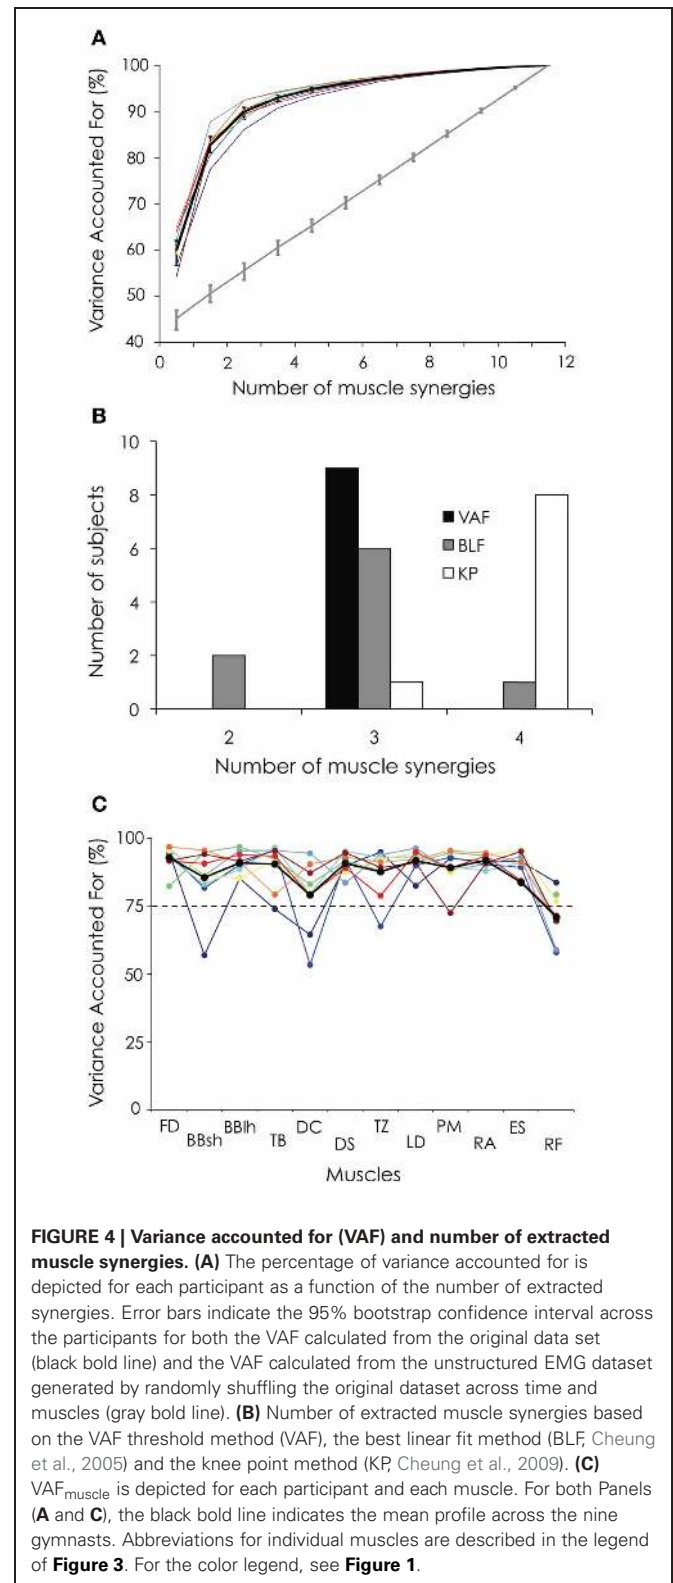 A
Variance Accounted For (%)
100
90
80
70
60
50
40
0 2 4 6 8 10 12
Number of muscle synergies
B
Number of subjects
10
8
6
4
2
0
VAF
BLF
KP
2 3 4
Number of muscle synergies
C
Variance Accounted For (%)
100
75
50
25
0
FD BBsh BBlh TB DC DS TZ LD PM RA ES RF
Muscles
FIGURE 4 | Variance accounted for (VAF) and number of extracted
muscle synergies. (A) The percentage of variance accounted for is
depicted for each participant as a function of the number of extracted
synergies. Error bars indicate the 95% bootstrap confidence interval across
the participants for both the VAF calculated from the original data set
(black bold line) and the VAF calculated from the unstructured EMG dataset
generated by randomly shuffling the original dataset across time and
muscles (gray bold line). (B) Number of extracted muscle synergies based
on the VAF threshold method (VAF), the best linear fit method (BLF, Cheung
et al., 2005) and the knee point method (KP, Cheung et al., 2009). (C)
VAFmuscle is depicted for each participant and each muscle. For both Panels
(A and C), the black bold line indicates the mean profile across the nine
gymnasts. Abbreviations for individual muscles are described in the legend
of Figure 3. For the color legend, see Figure 1.